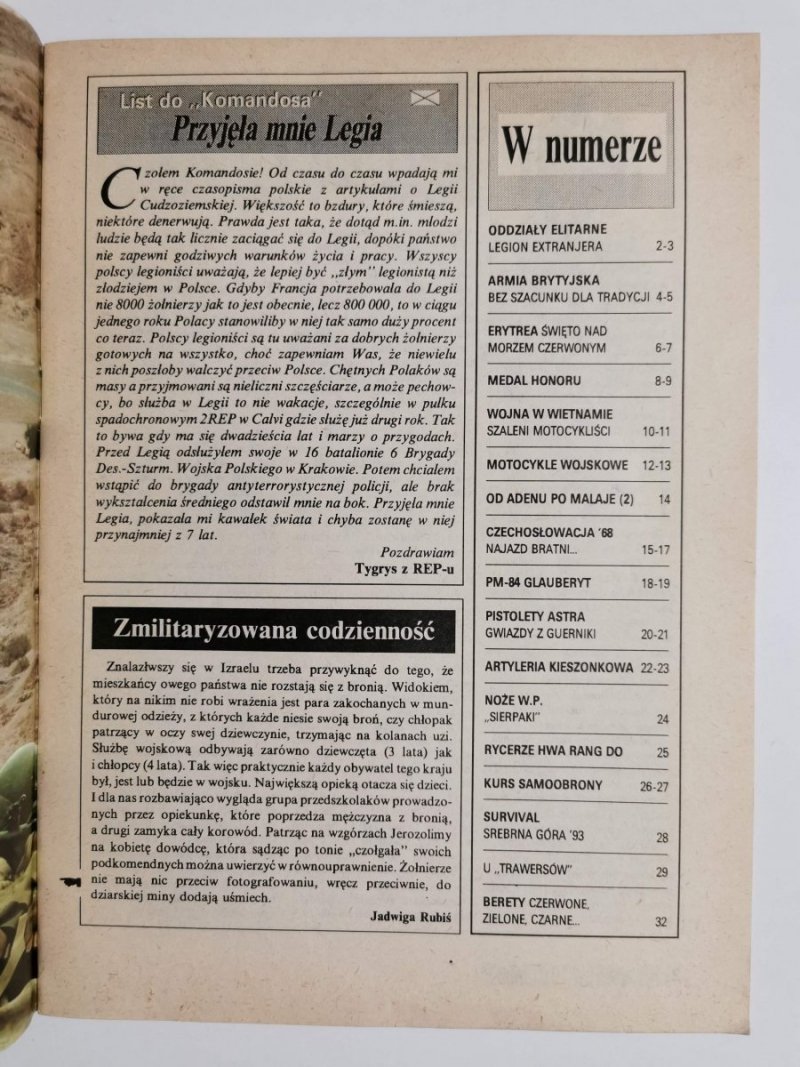 List do „Komandosa"
Przyjęła mnie Legia
Czołem Komandosie! Od czasu do czasu wpadają mi
w ręce czasopisma polskie z artykułami o Legii
Cudzoziemskiej. Większość to bzdury, które śmieszą,
niektóre denerwują. Prawda jest taka, że dotąd m.in. młodzi
ludzie będą tak licznie zaciągać się do Legii, dopóki państwo
nie zapewni godziwych warunków życia i pracy. Wszyscy
polscy legioniści uważają, że lepiej być „złym" legionistą niż
złodziejem w Polsce. Gdyby Francja potrzebowała do Legii
nie 8000 żołnierzy jak to jest obecnie, lecz 800 000, to w ciągu
jednego roku Polacy stanowiliby w niej tak samo duży procent
co teraz. Polscy legioniści są tu uważani za dobrych żołnierzy
gotowych na wszystko, choć zapewniam Was, że niewielu
z nich poszłoby walczyć przeciw Polsce. Chętnych Polaków są
masy a przyjmowani są nieliczni szczęściarze, a może pechow-
cy, bo służba w Legii to nie wakacje, szczególnie w pułku
spadochronowym 2REP w Calvi gdzie służę już drugi rok. Tak
to bywa gdy ma się dwadzieścia lat i marzy o przygodach.
Przed Legią odsłużyłem swoje w 16 batalionie 6 Brygady
Des.-Szturm. Wojska Polskiego w Krakowie. Potem chciałem
wstąpić do brygady antyterrorystycznej policji, ale brak
wykształcenia średniego odstawił mnie na bok. Przyjęła mnie
Legia, pokazała mi kawałek świata i chyba zostanę w niej
przynajmniej z 7 lat.
Pozdrawiam
Tygrys z REP-u
Zmilitaryzowana codzienność
Znalazłwszy się w Izraelu trzeba przywyknąć do tego, że
mieszkańcy owego państwa nie rozstają się z bronią. Widokiem,
który na nikim nie robi wrażenia jest para zakochanych w mun-
durowej odzieży, z których każde niesie swoją broń, czy chłopak
patrzący w oczy swej dziewczynie, trzymając na kolanach uzi.
Służbę wojskową odbywają zarówno dziewczęta (3 lata) jak
i chłopcy (4 lata). Tak więc praktycznie każdy obywatel tego kraju
był, jest lub będzie w wojsku. Największą opieką otacza się dzieci.
I dla nas rozbawiająco wygląda grupa przedszkolaków prowadzo-
nych przez opiekunkę, które poprzedza mężczyzna z bronią,
a drugi zamyka cały korowód. Patrząc na wzgórzach Jerozolimy
na kobietę dowódcę, która sądząc po tonie „czołgała" swoich
podkomendnych można uwierzyć w równouprawnienie. Żołnierze
nie mają nic przeciw fotografowaniu, wręcz przeciwnie, do
dziarskiej miny dodają uśmiech.
Jadwiga Rubiś
W numerze
ODDZIAŁY ELITARNE
LEGION EXTRANJERA 2-3
ARMIA BRYTYJSKA
BEZ SZACUNKU DLA TRADYCJI 4-5
ERYTREA ŚWIĘTO NAD
MORZEM CZERWONYM 6-7
MEDAL HONORU 8-9
WOJNA W WIETNAMIE
SZALENI MOTOCYKLIŚCI 10-11
MOTOCYKLE WOJSKOWE 12-13
OD ADENU PO MALAJE (2) 14
CZECHOSŁOWACJA '68
NAJAZD BRATNI... 15-17
PM-84 GLAUBERYT 18-19
PISTOLETY ASTRA
GWIAZDY Z GUERNIKI 20-21
ARTYLERIA KIESZONKOWA 22-23
NOŻE W.P.
„SIERPAKI" 24
RYCERZE HWA RANG DO 25
KURS SAMOOBRONY 26-27
SURVIVAL
SREBRNA GÓRA '93 28
U „TRAWERSÓW" 29
BERETY CZERWONE,
ZIELONE, CZARNE... 32